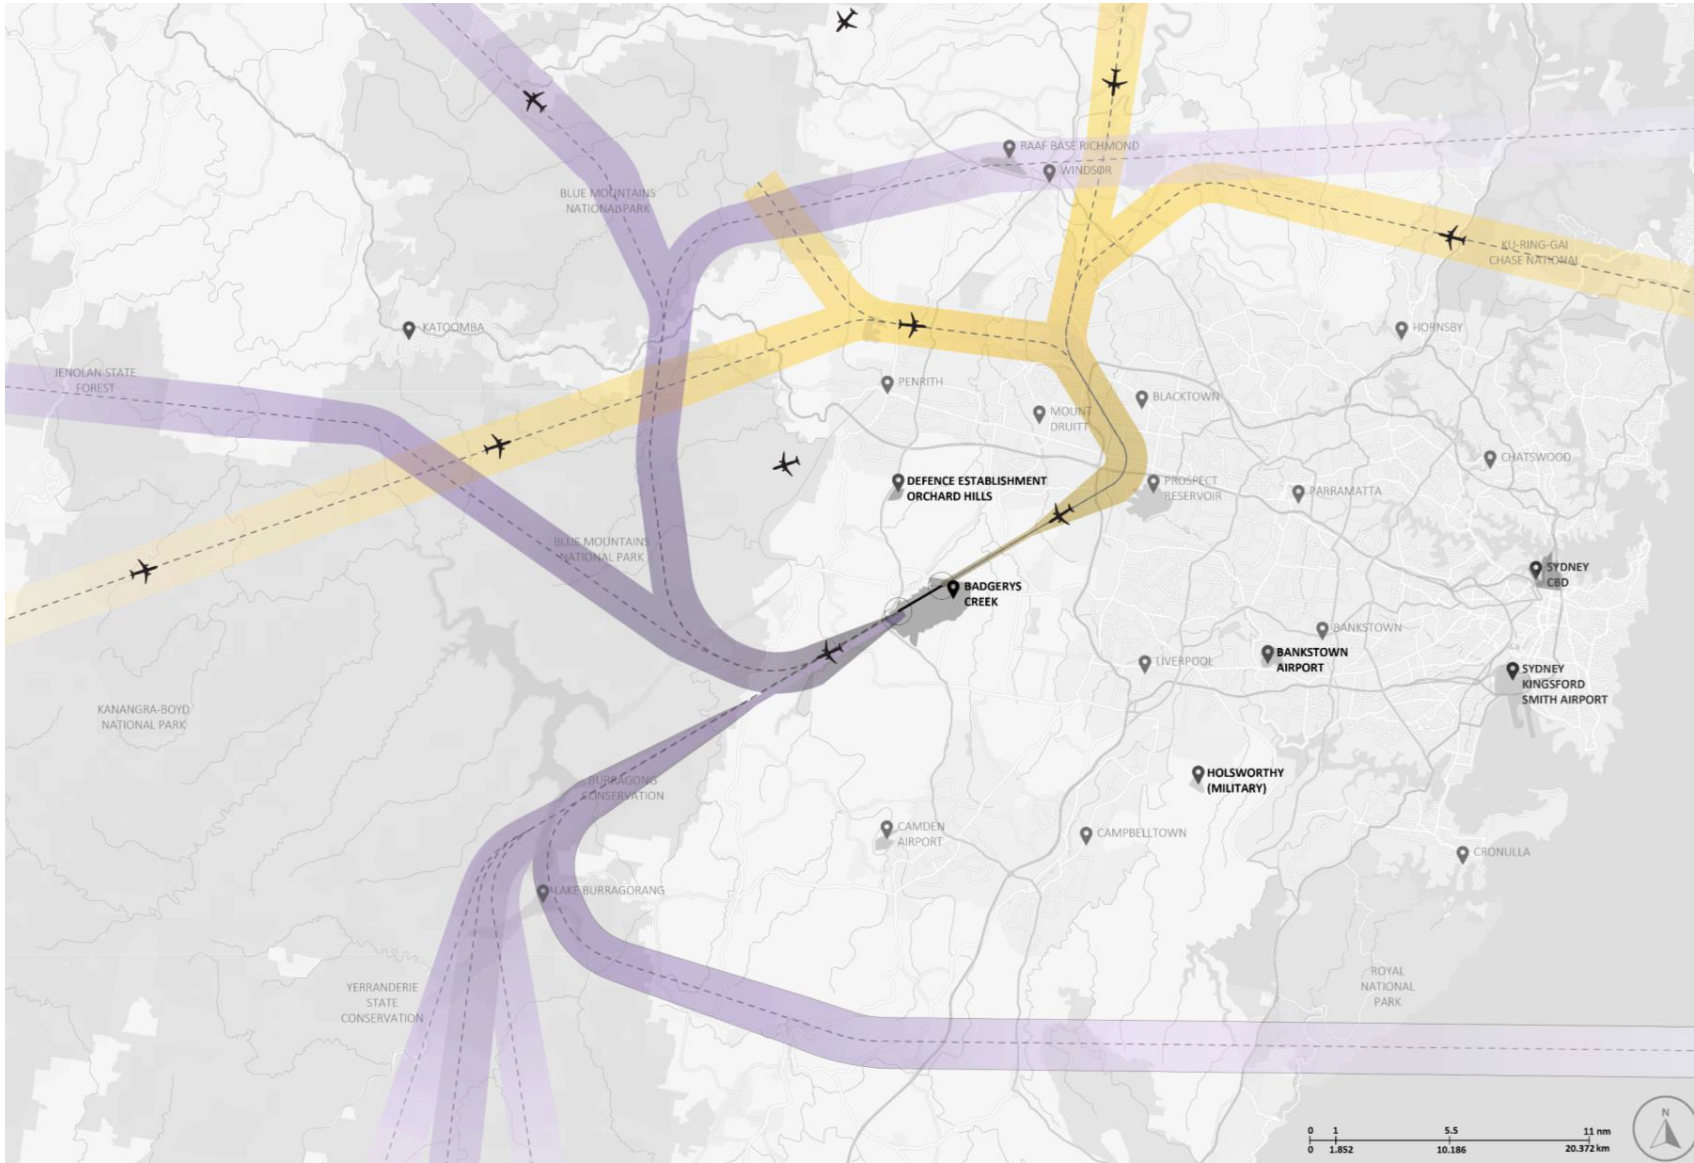 RAAF BASE RICHMOND
WINDSOR
BLUE MOUNTAINS
NATIONAL PARK
KU-RING-GAI
CHASE NATIONAL
KATOOMBA
HORNSBY
JENOLAN STATE
FOREST
PENRITH
BLACKTOWN
MOUNT
DRUITT
CHATSWOOD
DEFENCE ESTABLISHMENT
ORCHARD HILLS
PROSPECT
RESERVOIR
PARRAMATTA
BLUE MOUNTAINS
NATIONAL PARK
BADGERYS
CREEK
SYDNEY
CBD
BANKSTOWN
BANKSTOWN
AIRPORT
LIVERPOOL
SYDNEY
KINGSFORD
SMITH AIRPORT
KANANGRA-BOYD
NATIONAL PARK
BURRAGONG
CONSERVATION
HOLSWORTHY
(MILITARY)
CAMDEN
AIRPORT
CAMPBELLTOWN
CRONULLA
LAKE BURRAGORANG
YERRANDERIE
STATE
CONSERVATION
ROYAL
NATIONAL
PARK
0 1 5.5 11 nm
0 1.852 10.186 20.372 km
N